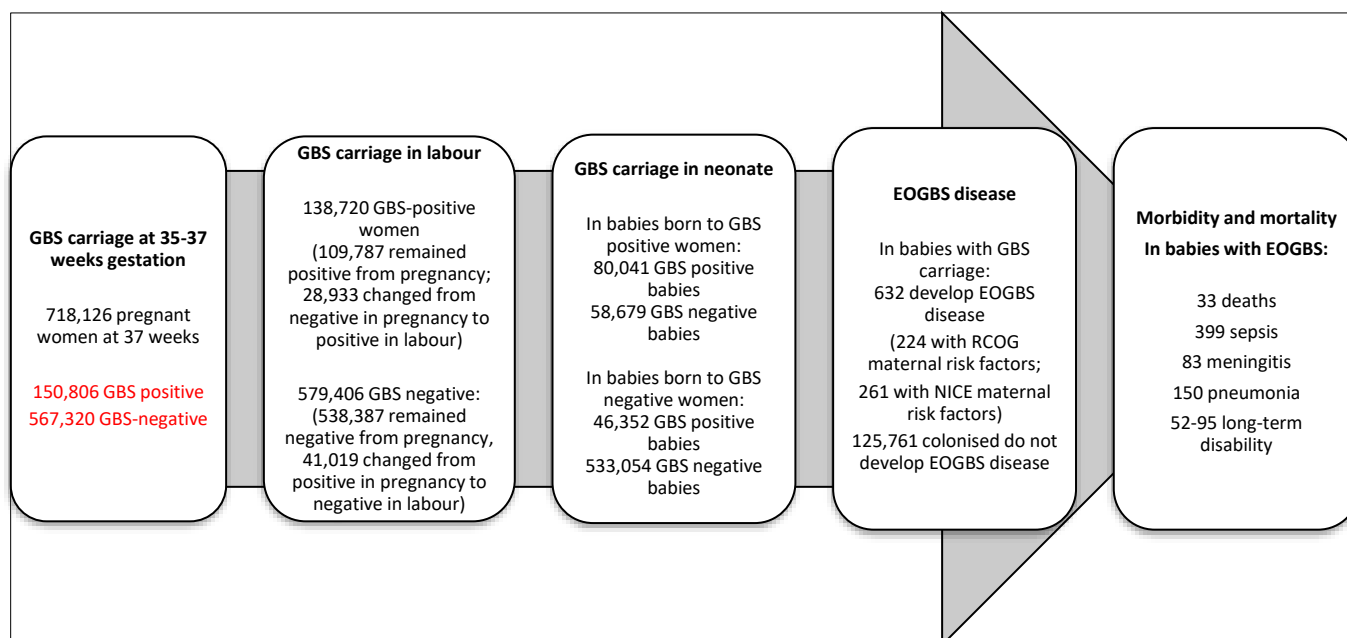 GBS carriage at 35-37
weeks gestation
718,126 pregnant
women at 37 weeks
150,806 GBS positive
567,320 GBS-negative
GBS carriage in labour
138,720 GBS-positive
women
(109,787 remained
positive from pregnancy;
28,933 changed from
negative in pregnancy to
positive in labour)
579,406 GBS negative:
(538,387 remained
negative from pregnancy,
41,019 changed from
positive in pregnancy to
negative in labour)
GBS carriage in neonate
In babies born to GBS
positive women:
80,041 GBS positive
babies
58,679 GBS negative
babies
In babies born to GBS
negative women:
46,352 GBS positive
babies
533,054 GBS negative
babies
EOGBS disease
In babies with GBS
carriage:
632 develop EOGBS
disease
(224 with RCOG
maternal risk factors;
261 with NICE maternal
risk factors)
125,761 colonised do not
develop EOGBS disease
Morbidity and mortality
In babies with EOGBS:
33 deaths
399 sepsis
83 meningitis
150 pneumonia
52-95 long-term
disability